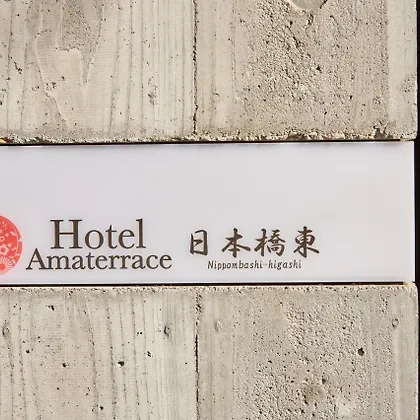 Hotel
Amaterrace
日本橋東
Nippombashi-higashi